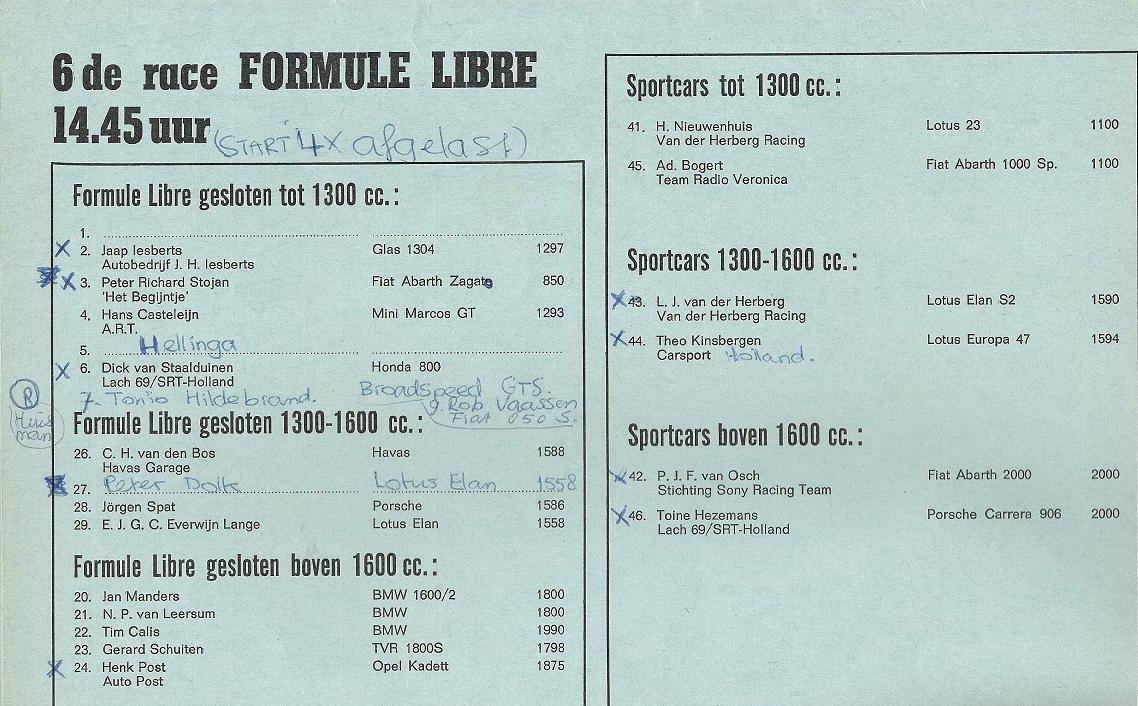 6 de race FORMULE LIBRE
14.45 uur (START 4X afgelast)
Formule Libre gesloten tot 1300 cc.:
1. ........
2. Jaap Iesberts Glas 1304 1297
Autobedrijf J. H. Iesberts
3. Peter Richard Stojan Fiat Abarth Zagato 850
'Het Begijntje'
4. Hans Casteleijn Mini Marcos GT 1293
A.R.T.
5. Hellinga
6. Dick van Staalduinen Honda 800
Lach 69/SRT-Holland
7. Tonio Hildebrand. Broadspeed GTS.
9. Rob Vaassen
Fiat 850 S.
R
(Huis
man)
Formule Libre gesloten 1300-1600 cc.:
26. C. H. van den Bos Havas 1588
Havas Garage
27. Peter Dolk Lotus Elan 1558
28. Jörgen Spat Porsche 1586
29. E. J. G. C. Everwijn Lange Lotus Elan 1558
Formule Libre gesloten boven 1600 cc.:
20. Jan Manders BMW 1600/2 1800
21. N. P. van Leersum BMW 1800
22. Tim Calis BMW 1990
23. Gerard Schuiten TVR 1800S 1798
24. Henk Post Opel Kadett 1875
Auto Post
Sportcars tot 1300 cc.:
41. H. Nieuwenhuis Lotus 23 1100
Van der Herberg Racing
45. Ad. Bogert Fiat Abarth 1000 Sp. 1100
Team Radio Veronica
Sportcars 1300-1600 cc.:
43. L. J. van der Herberg Lotus Elan S2 1590
Van der Herberg Racing
44. Theo Kinsbergen Lotus Europa 47 1594
Carsport Holland.
Sportcars boven 1600 cc.:
42. P. J. F. van Osch Fiat Abarth 2000 2000
Stichting Sony Racing Team
46. Toine Hezemans Porsche Carrera 906 2000
Lach 69/SRT-Holland